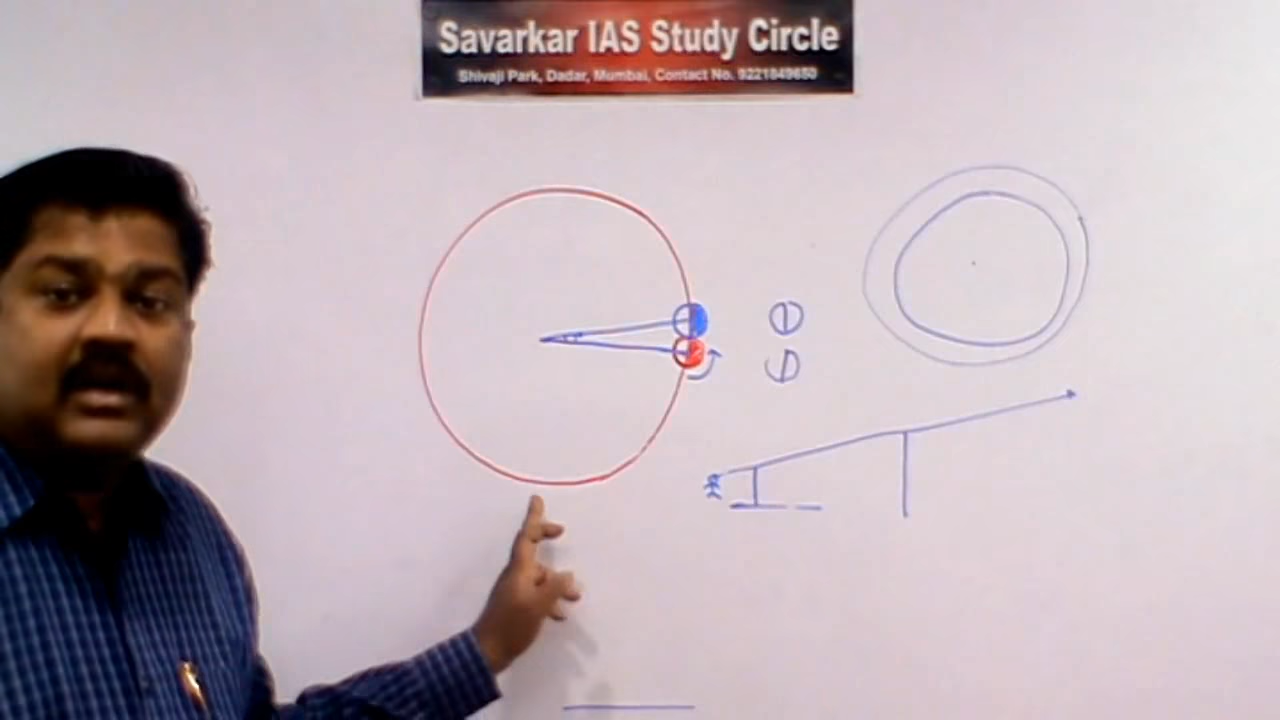 Savarkar IAS Study Circle
Shivaji Park, Dadar, Mumbai, Contact No. 9221849650